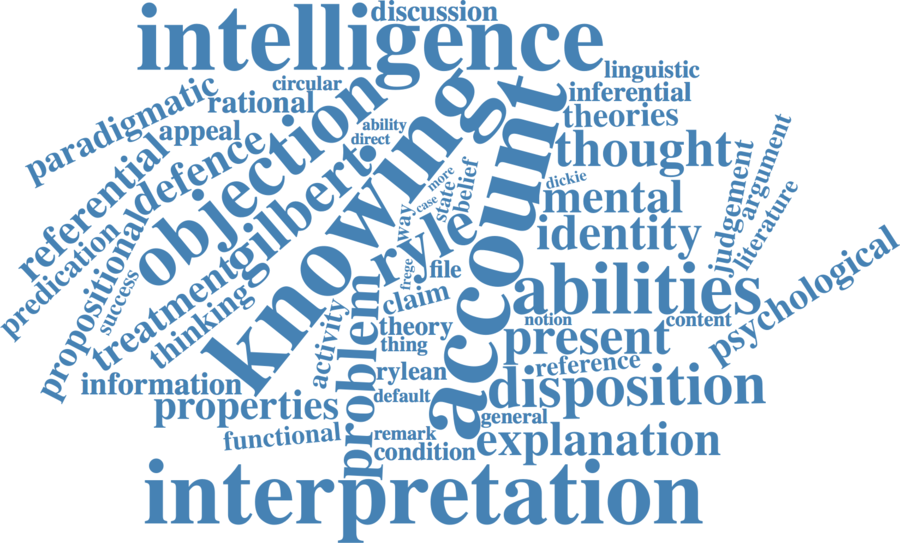 discussion
intelligence
circular
linguistic
paradigmatic
rational
inferential
objection
knowing
account
theories
appeal
ability
direct
thought
referential
defence
gilbert
more
belief
dickie
mental
judgement
argument
literature
case
state
way
ryle
identity
predication
propositional
success
treatment
thinking
frege
file
abilities
psychological
claim
notion
content
activity
problem
theory
thing
present
reference
information
rylean
disposition
properties
default
general
functional
remark
condition
explanation
interpretation